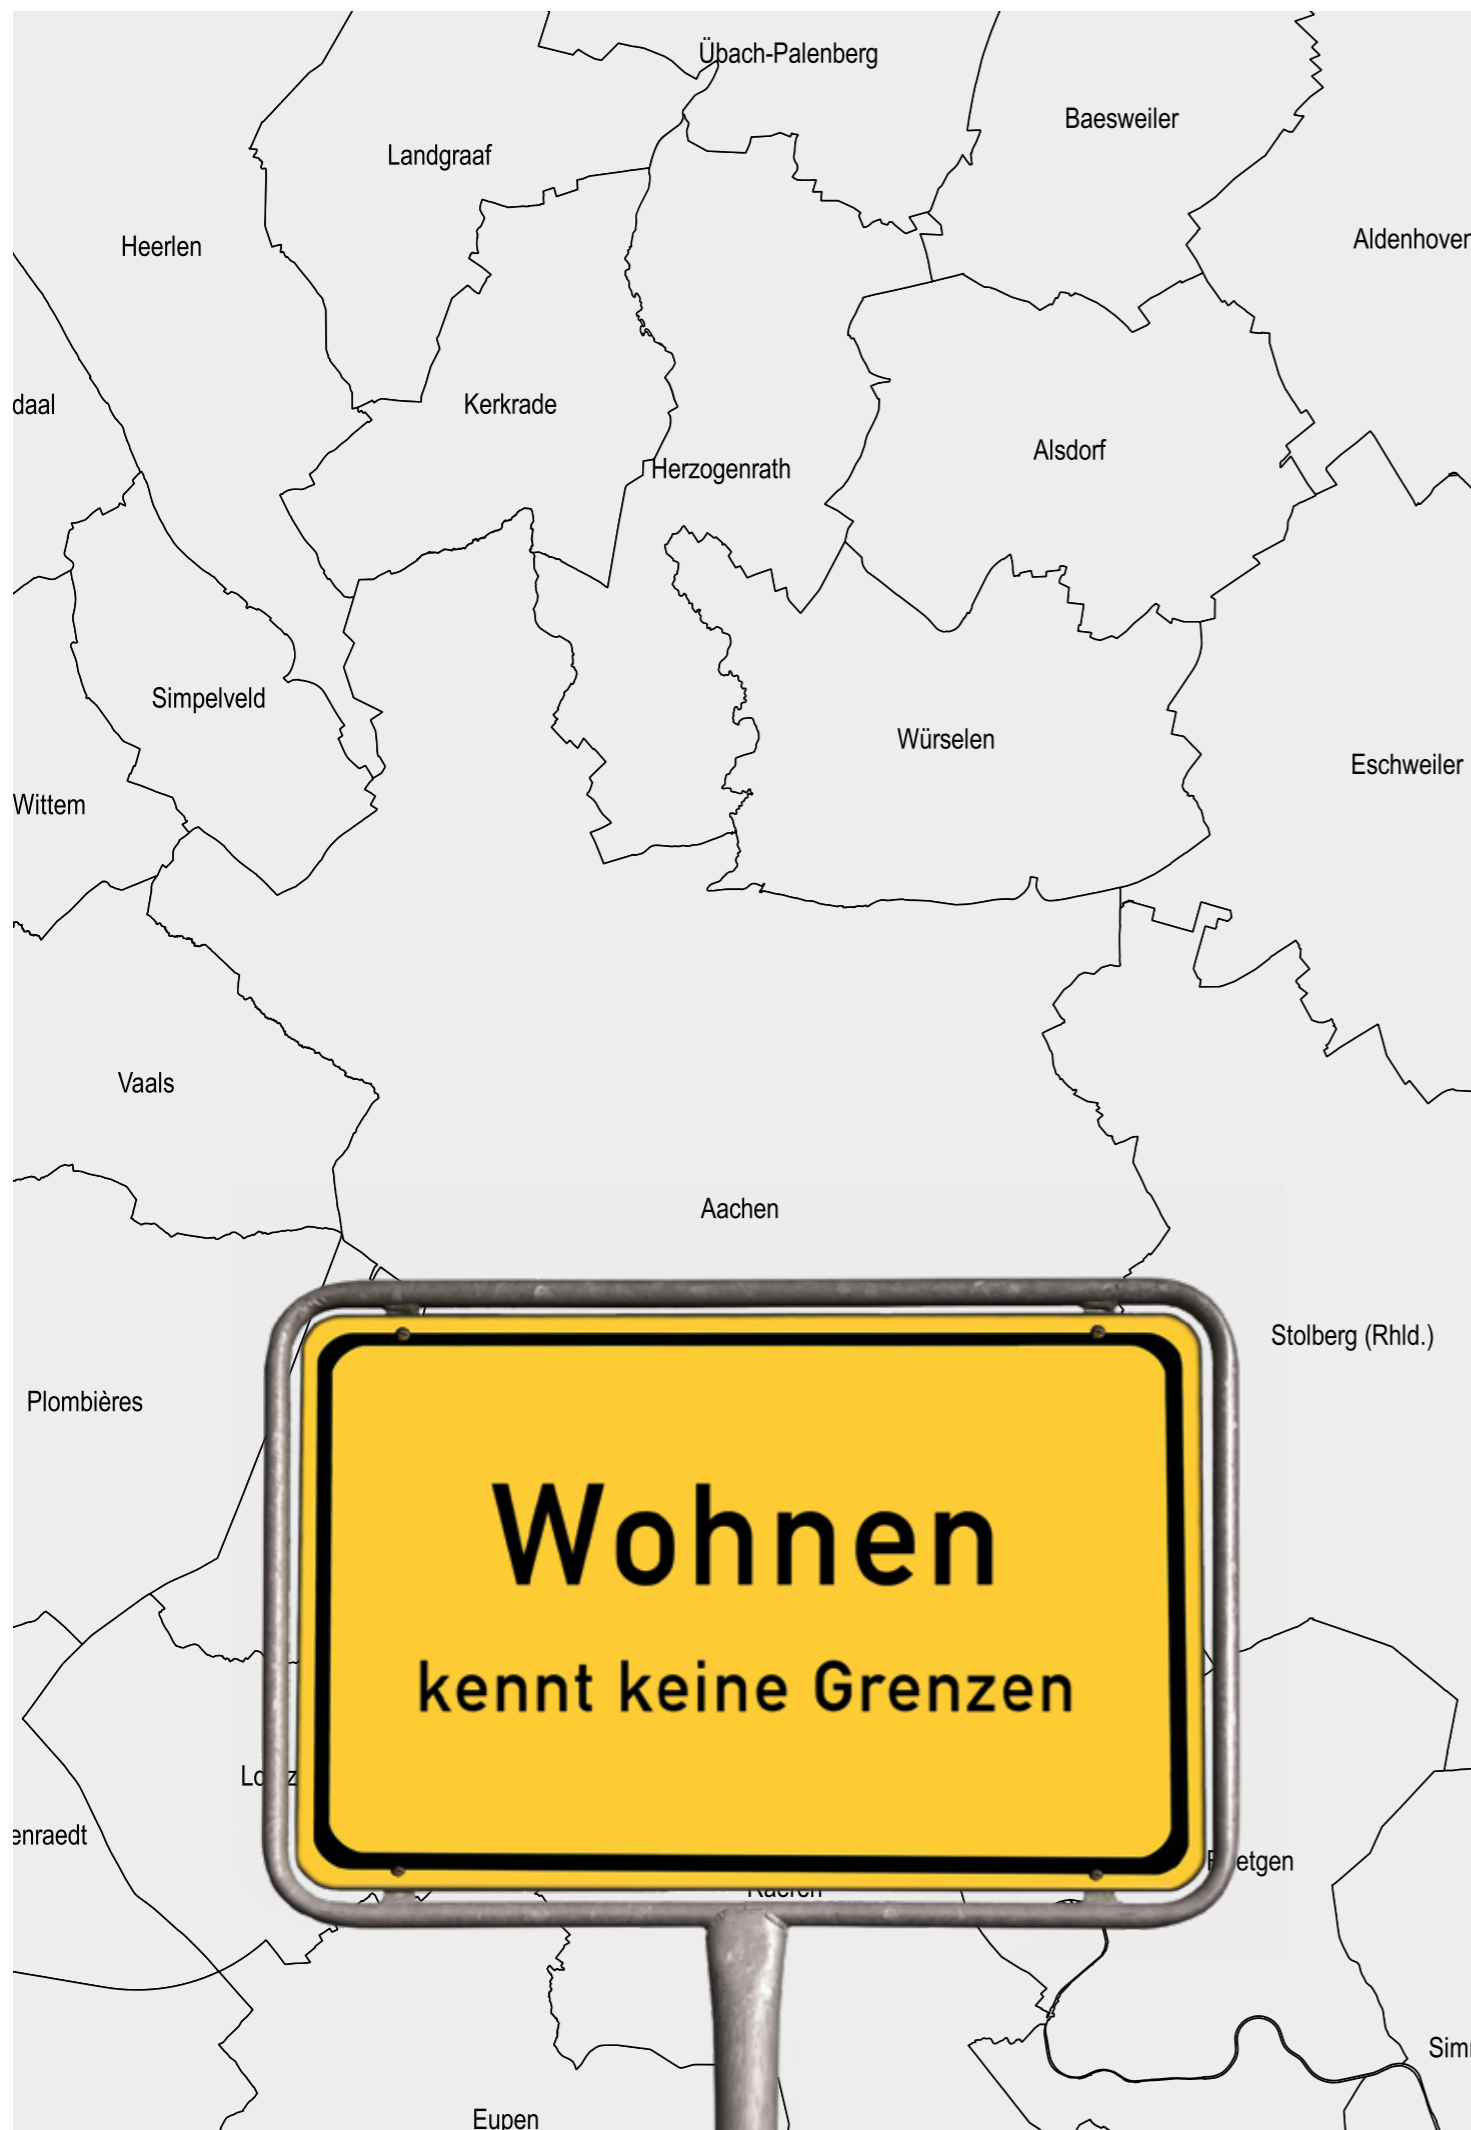 Übach-Palenberg
Baesweiler
Landgraaf
Heerlen
Aldenhoven
daal
Kerkrade
Alsdorf
Herzogenrath
Simpelveld
Würselen
Eschweiler
Wittem
Vaals
Aachen
Stolberg (Rhld.)
Plombières
Wohnen
kennt keine Grenzen
enraedt
Raeren
Eupen